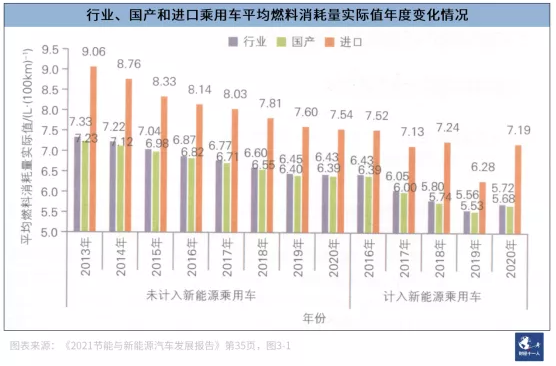 行业、国产和进口乘用车平均燃料消耗量实际值年度变化情况
平均燃料消耗量实际值/(L·(100km)⁻¹)
9.5
9.0
8.5
8.0
7.5
7.0
6.5
6.0
5.5
5.0
行业 国产 进口
7.33 7.23 9.06
7.22 7.12 8.76
7.04 6.98 8.33
6.87 6.82 8.14
6.77 6.71 8.03
6.60 6.55 7.81
6.45 6.40 7.60
6.43 6.39 7.54
6.43 6.39 7.52
6.05 6.00 7.13
5.80 5.74 7.24
5.56 5.53 6.28
5.72 5.68 7.19
2013年 2014年 2015年 2016年 2017年 2018年 2019年 2020年 2016年 2017年 2018年 2019年 2020年
未计入新能源乘用车 计入新能源乘用车
年份
图表来源：《2021节能与新能源汽车发展报告》第35页，图3-1
财经十一人